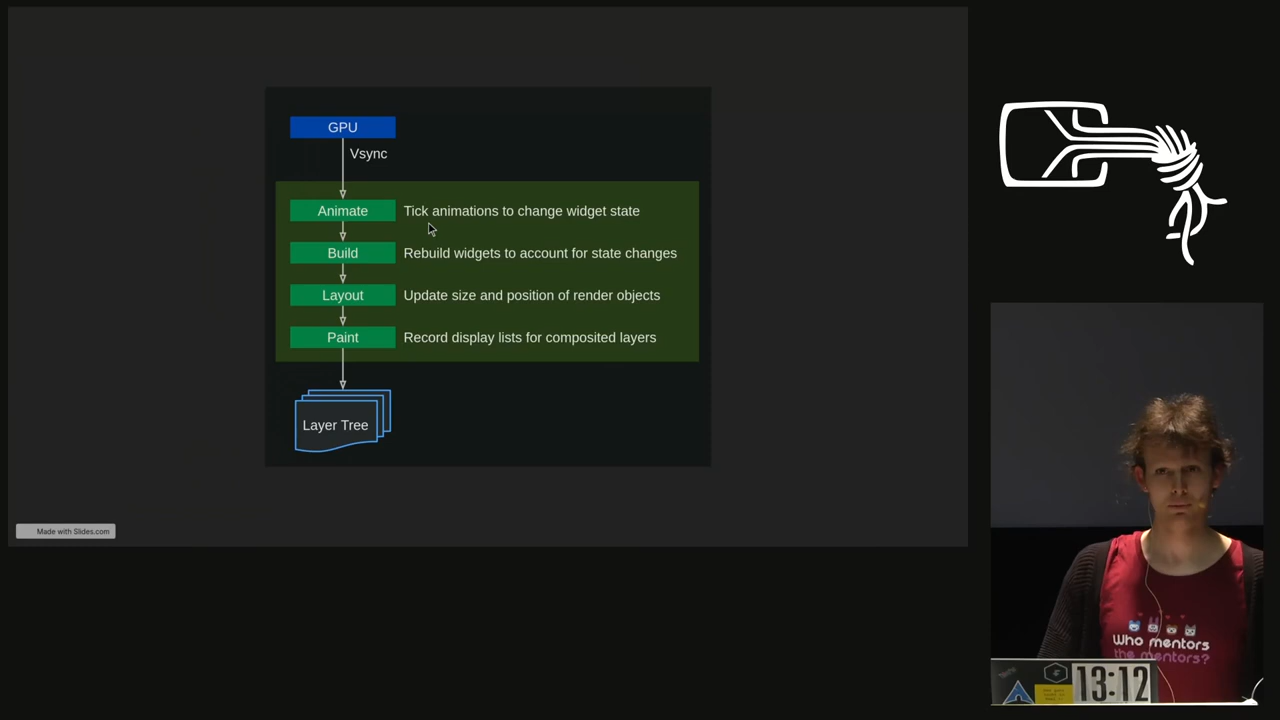 GPU
Vsync
Animate Tick animations to change widget state
Build Rebuild widgets to account for state changes
Layout Update size and position of render objects
Paint Record display lists for composited layers
Layer Tree
Made with Slides.com
Who mentors
the mentors?
13:12